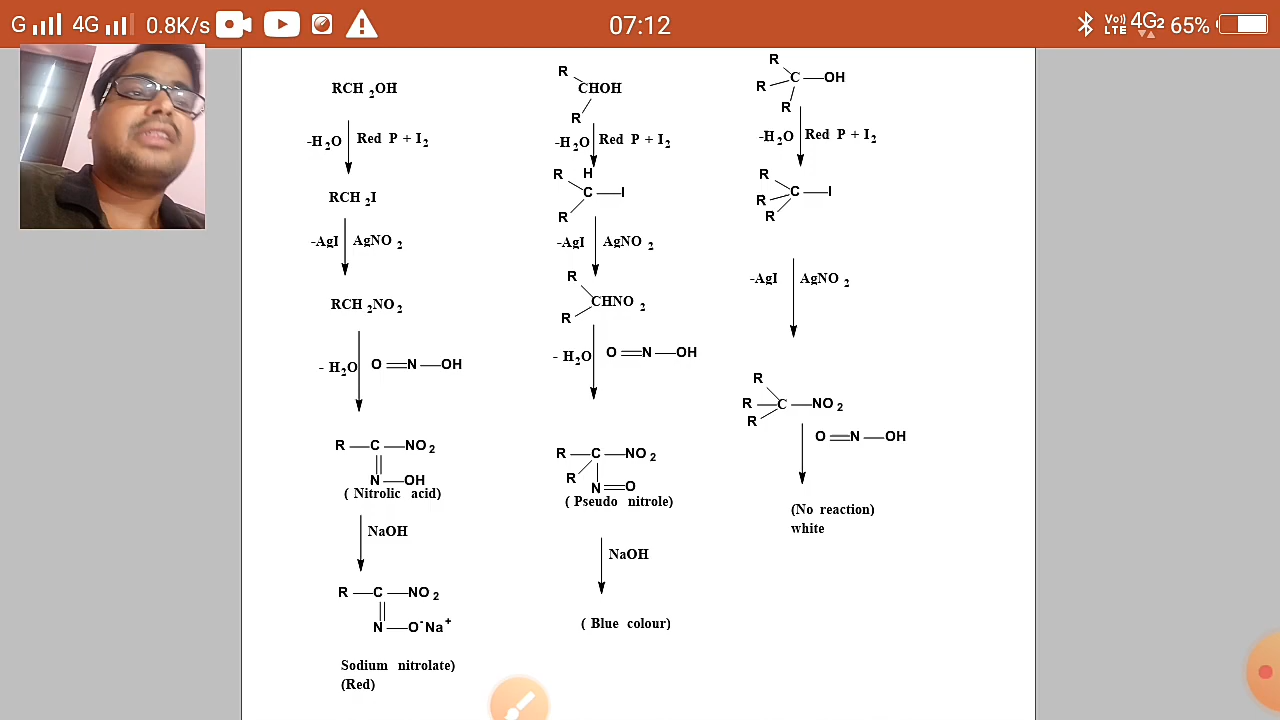 G 4G 0.8K/s 07:12 Vo)) LTE 4G2 65%
RCH2OH
-H2O Red P + I2
RCH2I
-AgI AgNO2
RCH2NO2
- H2O O=N—OH
R—C—NO2
N—OH
( Nitrolic acid)
NaOH
R—C—NO2
N—O-Na+
Sodium nitrolate)
(Red)
R
CHOH
R
-H2O Red P + I2
H
R
C—I
R
-AgI AgNO2
R
CHNO2
R
- H2O O=N—OH
R—C—NO2
R
N=O
( Pseudo nitrole)
NaOH
( Blue colour)
R
R C—OH
R
-H2O Red P + I2
R
R C—I
R
-AgI AgNO2
R
R—C—NO2
R
O=N—OH
(No reaction)
white